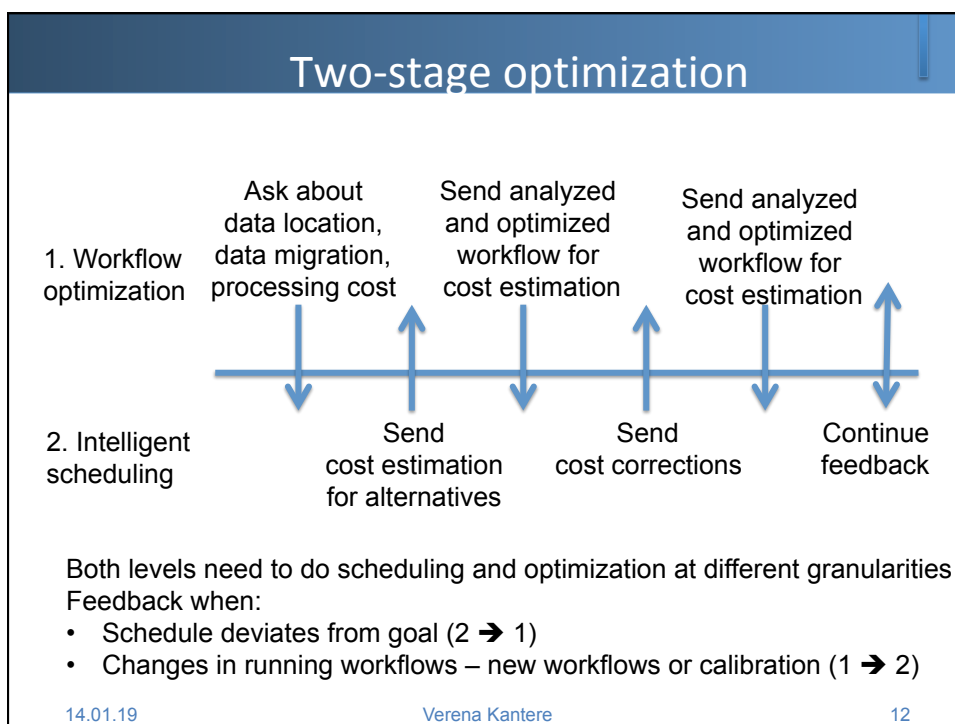 Two-stage optimization
1. Workflow
optimization
Ask about
data location,
data migration,
processing cost
Send analyzed
and optimized
workflow for
cost estimation
Send analyzed
and optimized
workflow for
cost estimation
2. Intelligent
scheduling
Send
cost estimation
for alternatives
Send
cost corrections
Continue
feedback
Both levels need to do scheduling and optimization at different granularities
Feedback when:
• Schedule deviates from goal (2 ➔ 1)
• Changes in running workflows – new workflows or calibration (1 ➔ 2)
14.01.19 Verena Kantere 12